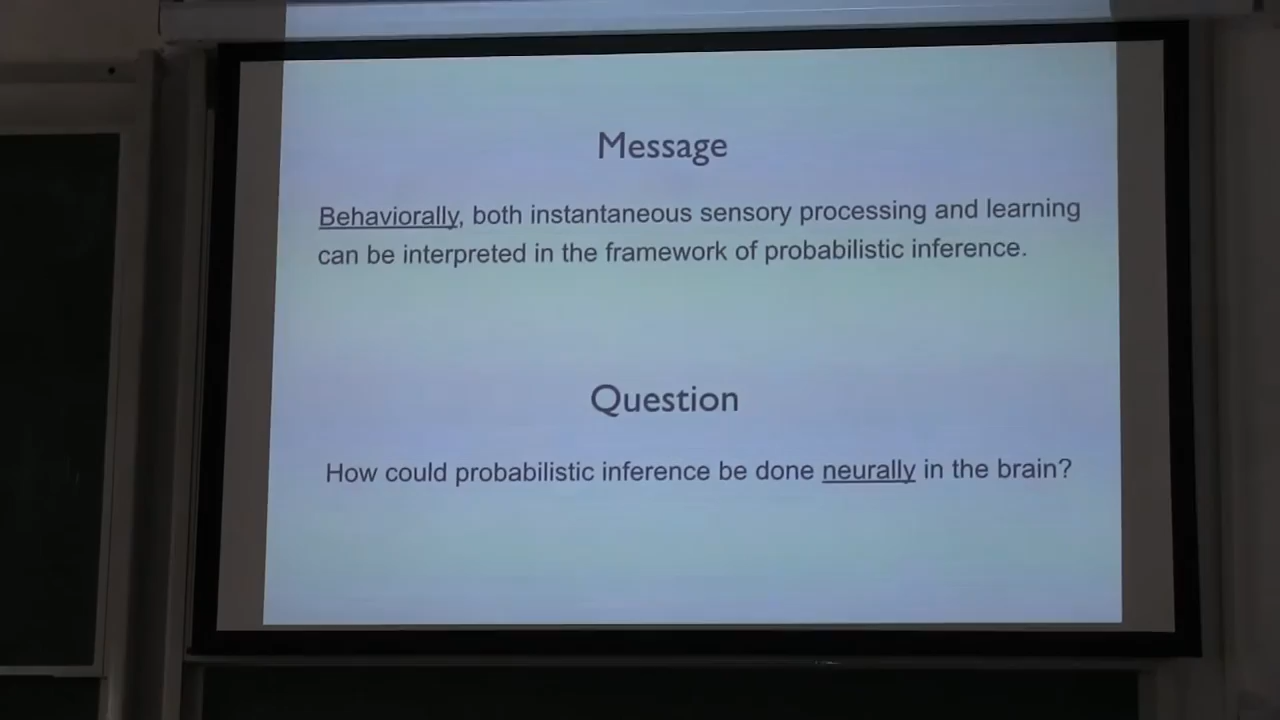 Message
Behaviorally, both instantaneous sensory processing and learning
can be interpreted in the framework of probabilistic inference.
Question
How could probabilistic inference be done neurally in the brain?